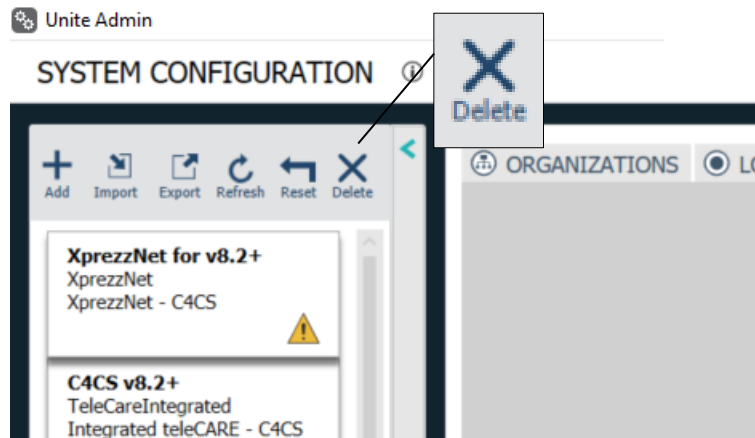 Unite Admin
SYSTEM CONFIGURATION
Delete
Add Import Export Refresh Reset Delete
ORGANIZATIONS
XprezzNet for v8.2+
XprezzNet
XprezzNet - C4CS
C4CS v8.2+
TeleCareIntegrated
Integrated teleCARE - C4CS